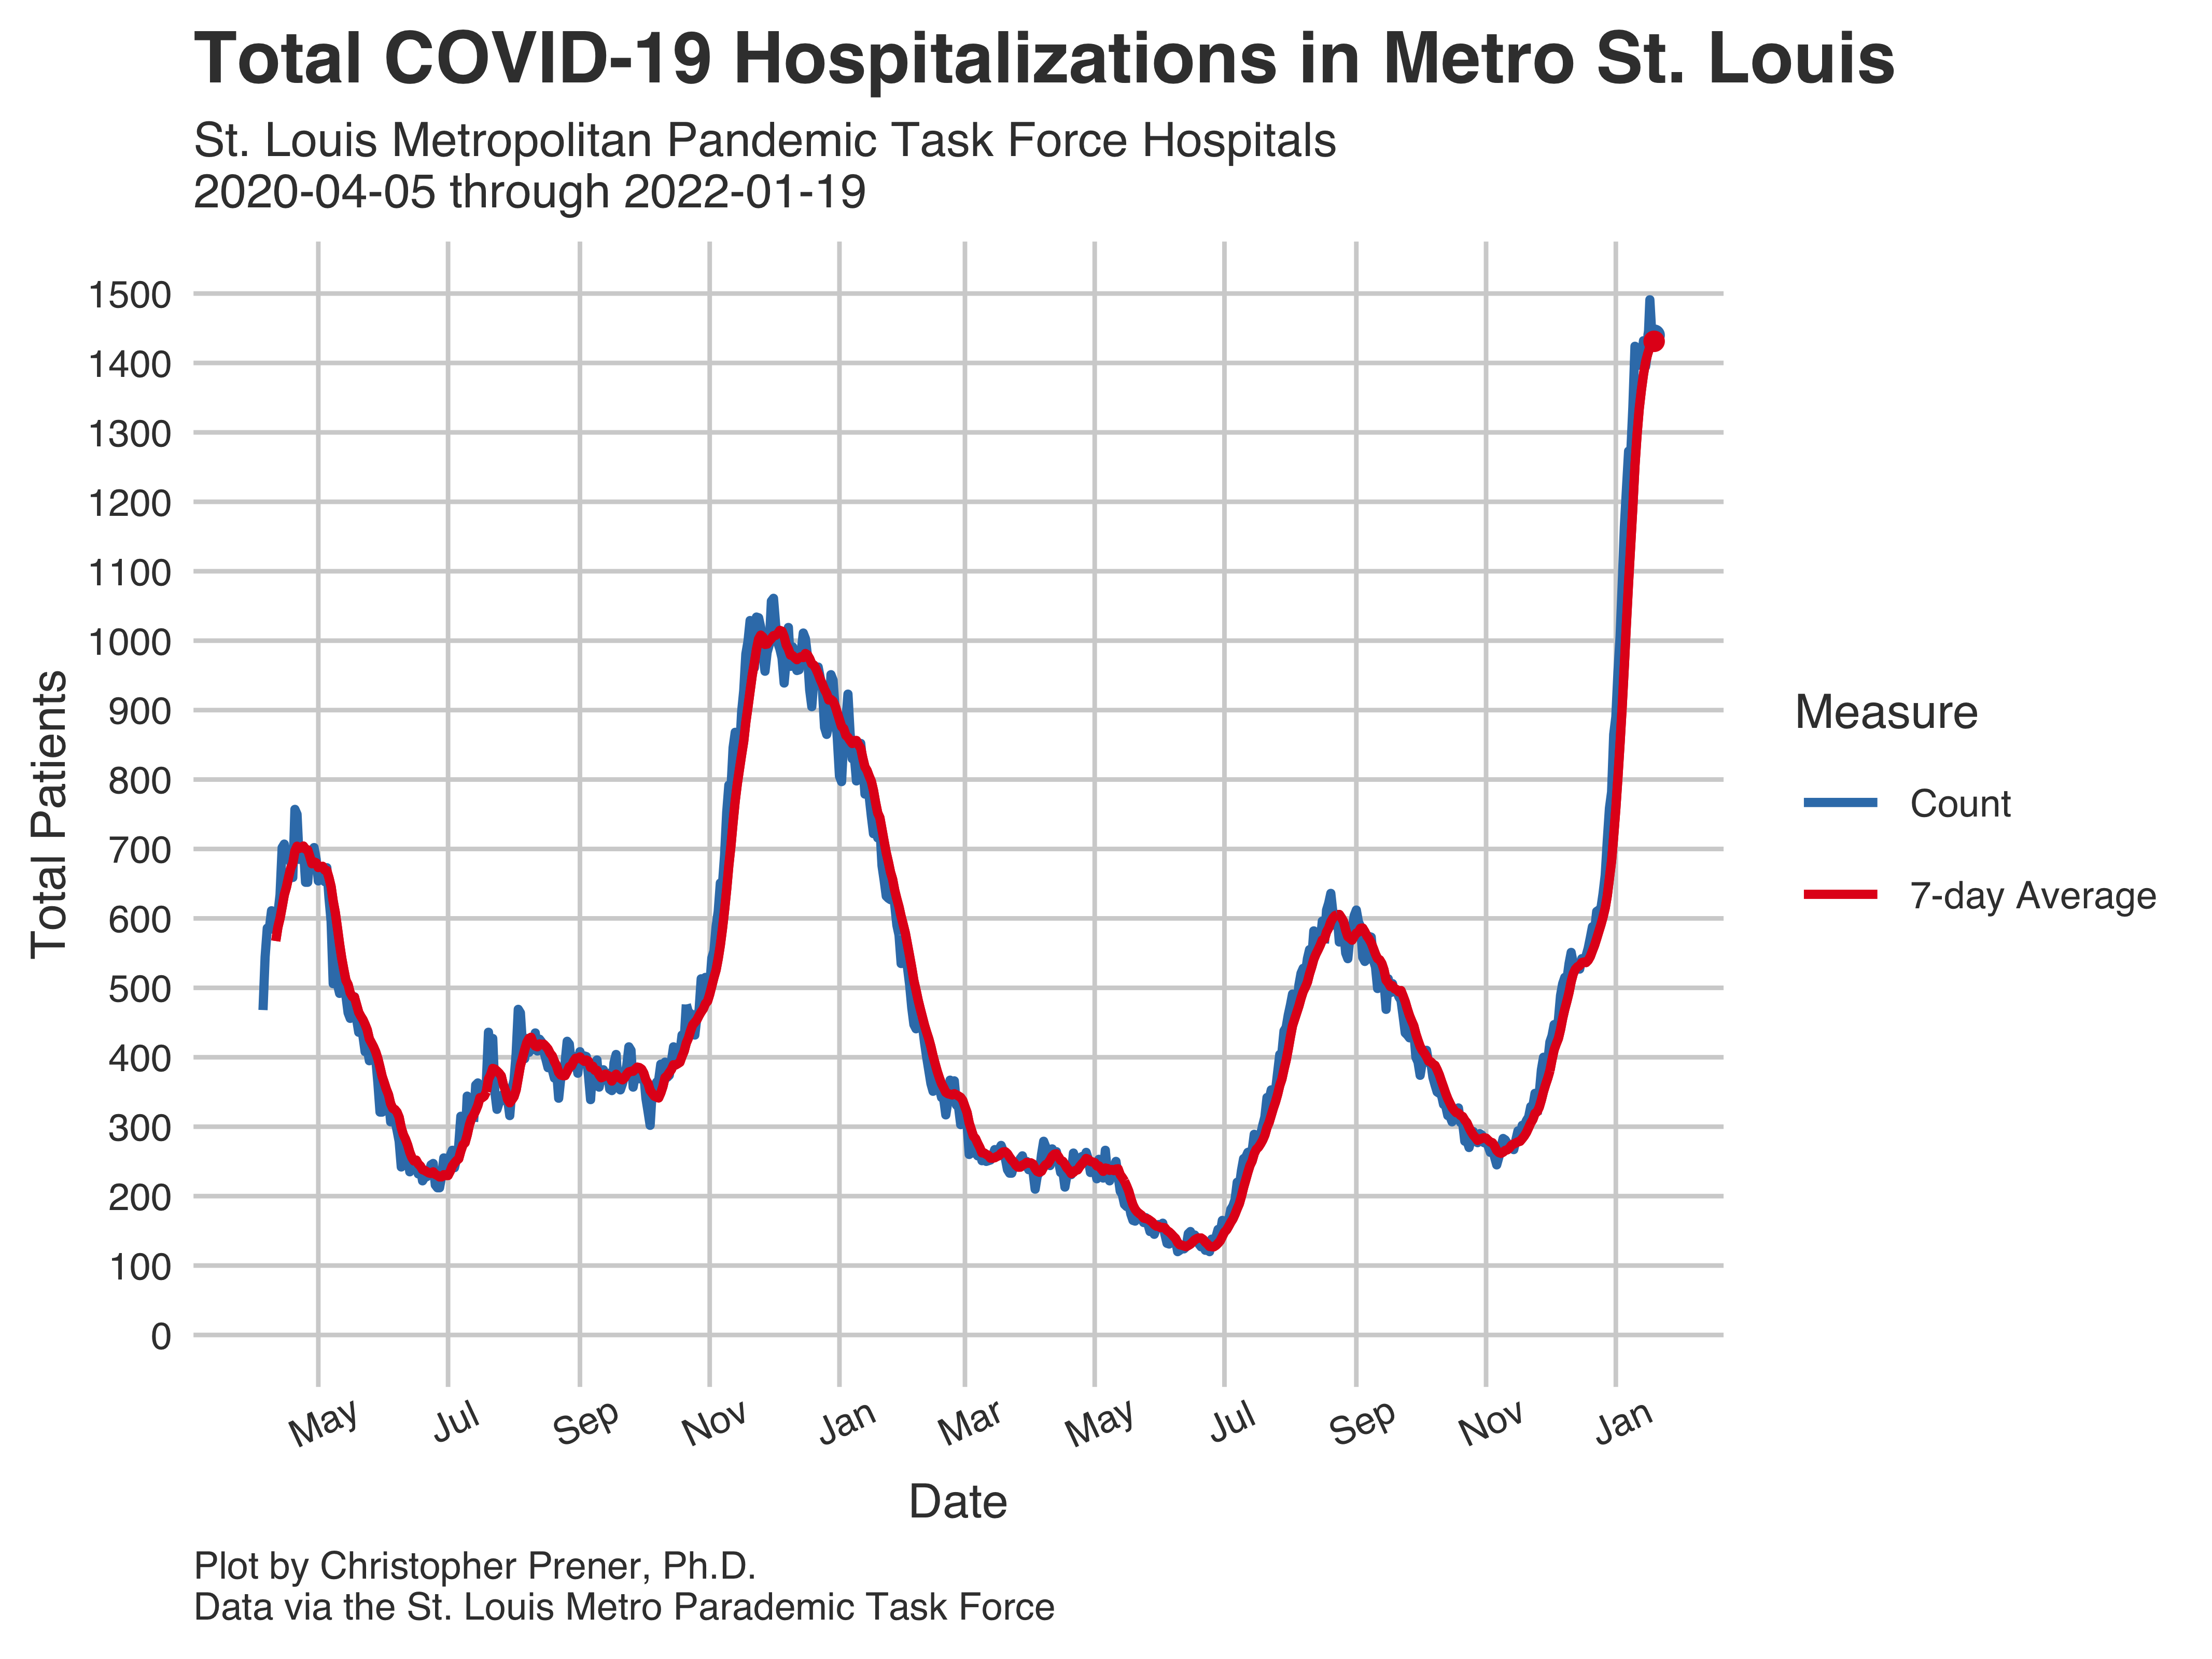 Total COVID-19 Hospitalizations in Metro St. Louis
St. Louis Metropolitan Pandemic Task Force Hospitals
2020-04-05 through 2022-01-19
1500
1400
1300
1200
1100
1000
900
800
700
600
500
400
300
200
100
0
Total Patients
May
Jul
Sep
Nov
Jan
Mar
May
Jul
Sep
Nov
Jan
Date
Measure
Count
7-day Average
Plot by Christopher Prener, Ph.D.
Data via the St. Louis Metro Parademic Task Force